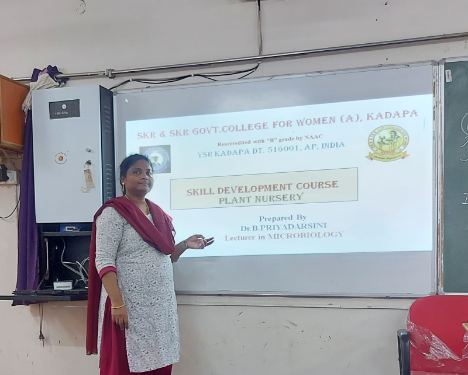 SKR & SKR GOVT.COLLEGE FOR WOMEN (A), KADAPA
Reaccredited with "B" grade by NAAC
YSR KADAPA DT. 516001, AP, INDIA
SKILL DEVELOPMENT COURSE
PLANT NURSERY
Prepared By
Dr.B.PRIYADARSINI
Lecturer in MICROBIOLOGY